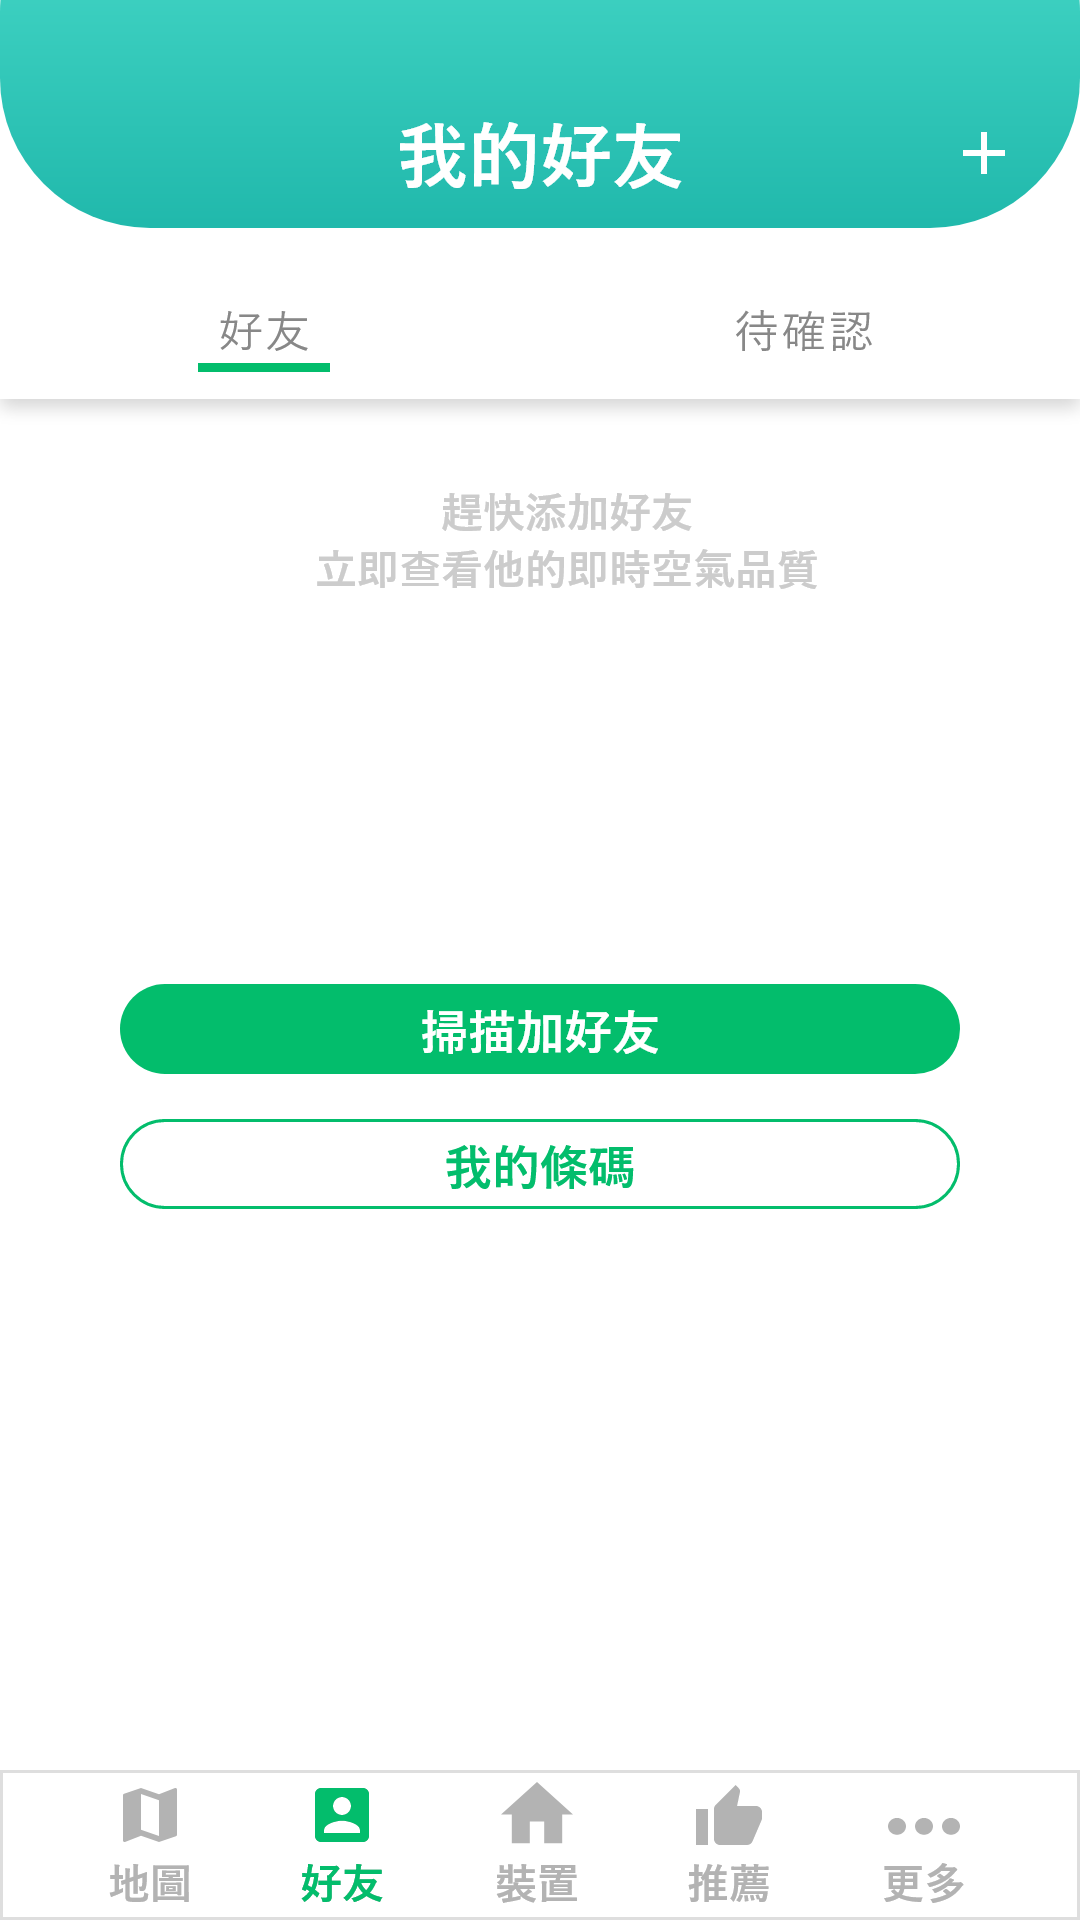 我的好友
好友
待確認
趕快添加好友
立即查看他的即時空氣品質
掃描加好友
我的條碼
地圖
好友
裝置
推薦
更多